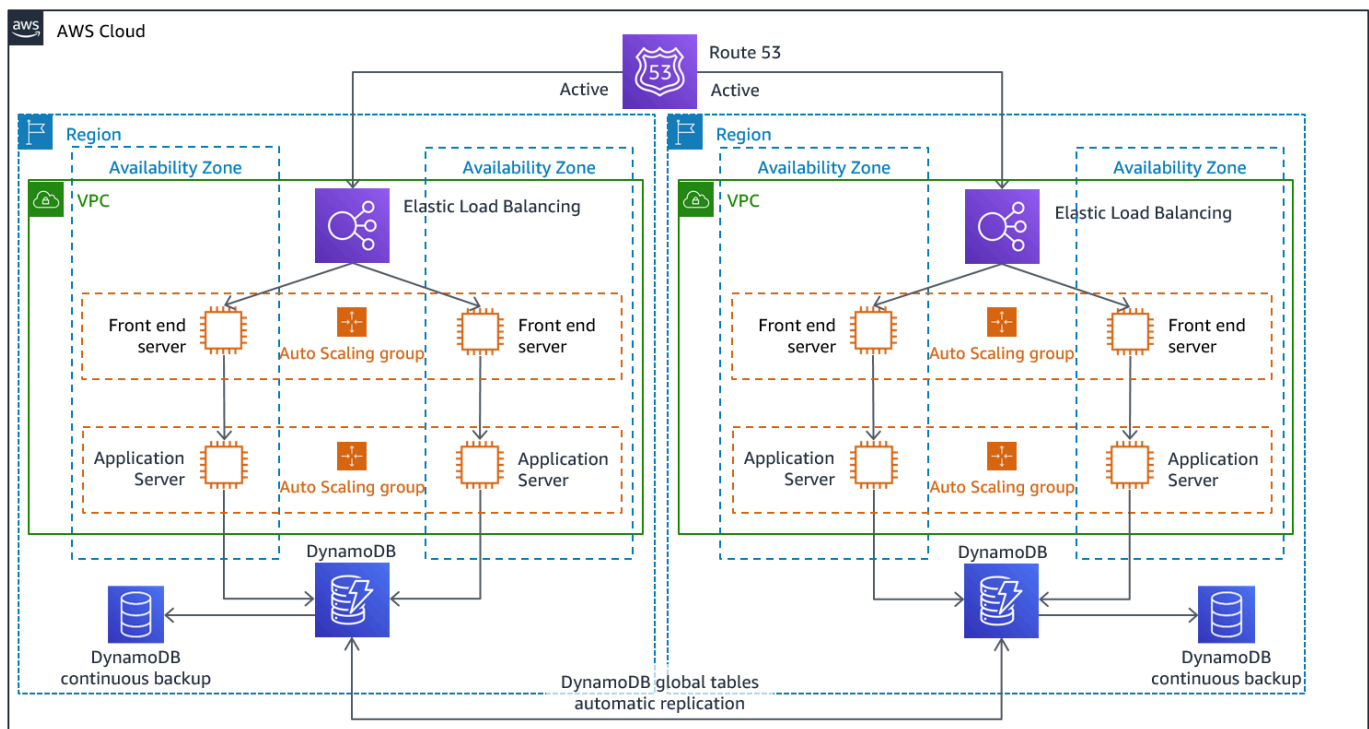 aws
AWS Cloud
Route 53
53
Active
Active
Region
Region
Availability Zone
Availability Zone
Availability Zone
Availability Zone
VPC
Elastic Load Balancing
VPC
Elastic Load Balancing
Front end
server
Auto Scaling group
Front end
server
Front end
server
Auto Scaling group
Front end
server
Application
Server
Auto Scaling group
Application
Server
Application
Server
Auto Scaling group
Application
Server
DynamoDB
DynamoDB
DynamoDB
continuous backup
DynamoDB
continuous backup
DynamoDB global tables
automatic replication